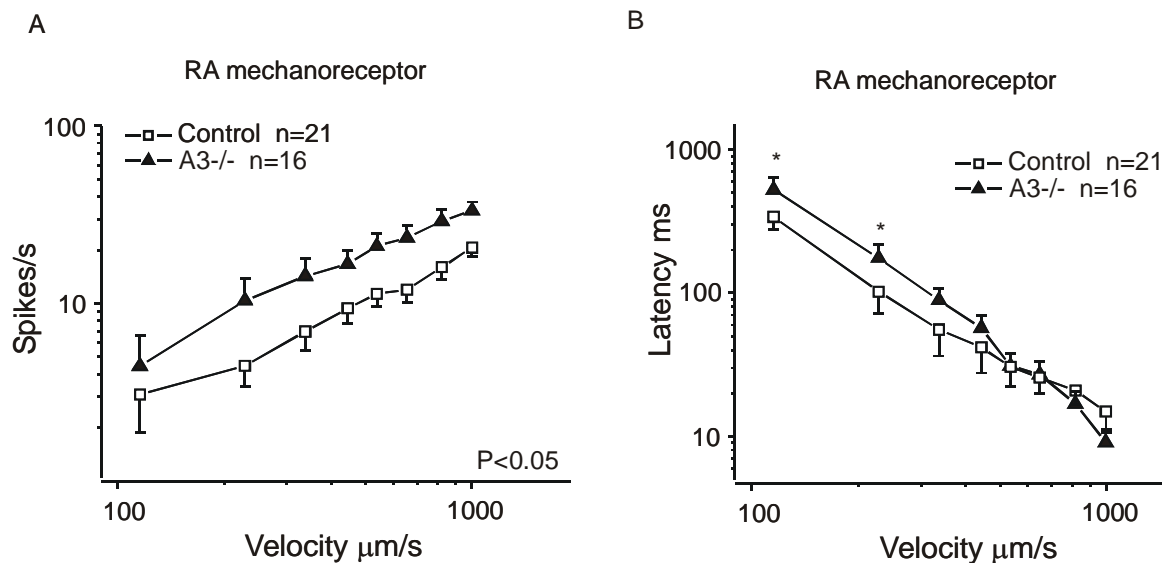 A
RA mechanoreceptor
100
Control n=21
A3-/- n=16
Spikes/s
10
P<0.05
100
1000
Velocity μm/s
B
RA mechanoreceptor
1000
*
*
Control n=21
A3-/- n=16
Latency ms
100
10
100
1000
Velocity μm/s